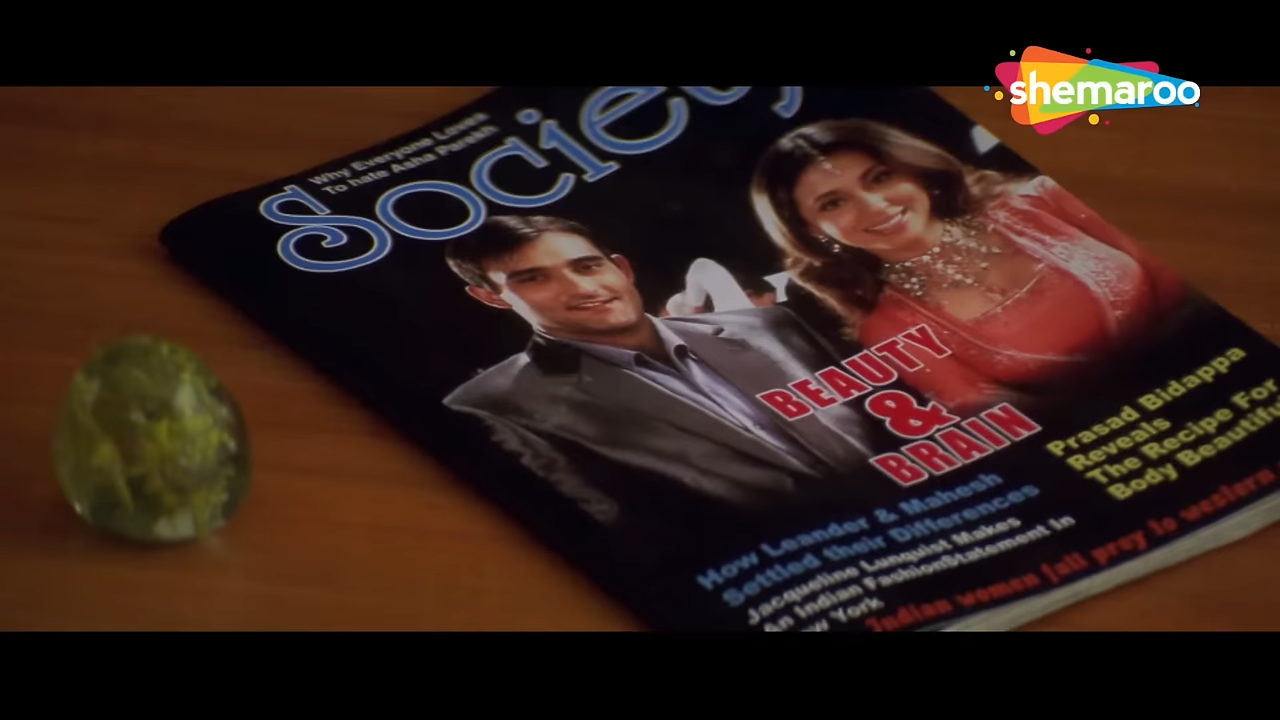 shemaroo
Why Everyone Loves
To hate Asha Parekh
Society
BEAUTY
&
BRAIN
Prasad Bidappa
Reveals
The Recipe For
Body
How Leander & Mahesh
Settled their Differences
Jacqueline Lunquist Makes
An Indian FashionStatement In
York
Indian women fall prey to western